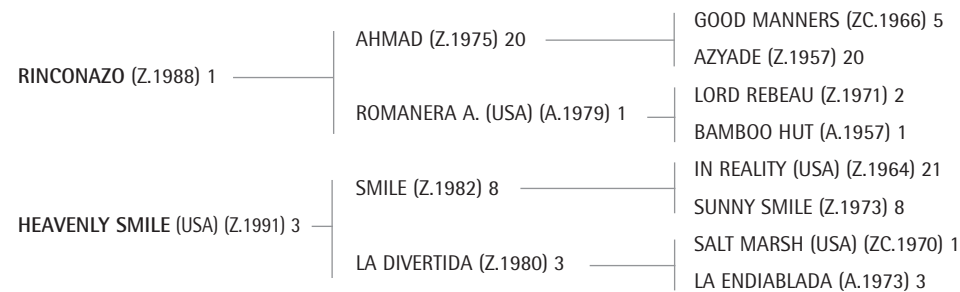 RINCONAZO (Z.1988) 1
AHMAD (Z.1975) 20
GOOD MANNERS (ZC.1966) 5
AZYADE (Z.1957) 20
ROMANERA A. (USA) (A.1979) 1
LORD REBEAU (Z.1971) 2
BAMBOO HUT (A.1957) 1
HEAVENLY SMILE (USA) (Z.1991) 3
SMILE (Z.1982) 8
IN REALITY (USA) (Z.1964) 21
SUNNY SMILE (Z.1973) 8
LA DIVERTIDA (Z.1980) 3
SALT MARSH (USA) (ZC.1970) 1
LA ENDIABLADA (A.1973) 3